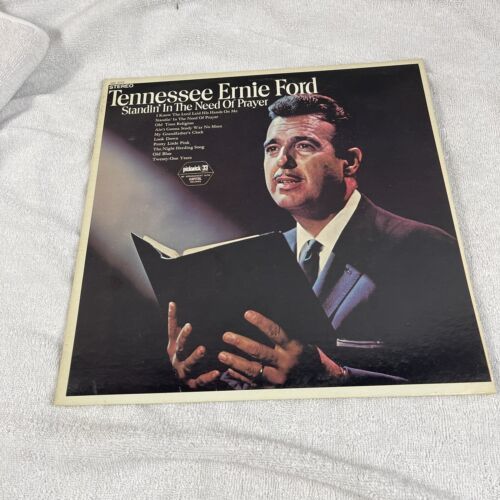 STEREO
Tennessee Ernie Ford
Standin' In The Need Of Prayer
I Know The Lord Laid His Hands On Me
Standin' In The Need Of Prayer
Old Time Religion
Ain't Gonna Study War No More
My Grandfather's Clock
Look Down
Pretty Little Pink
The Night Herding Song
Old Blue
Twenty-One Years
pickwick/33
CAPITOL